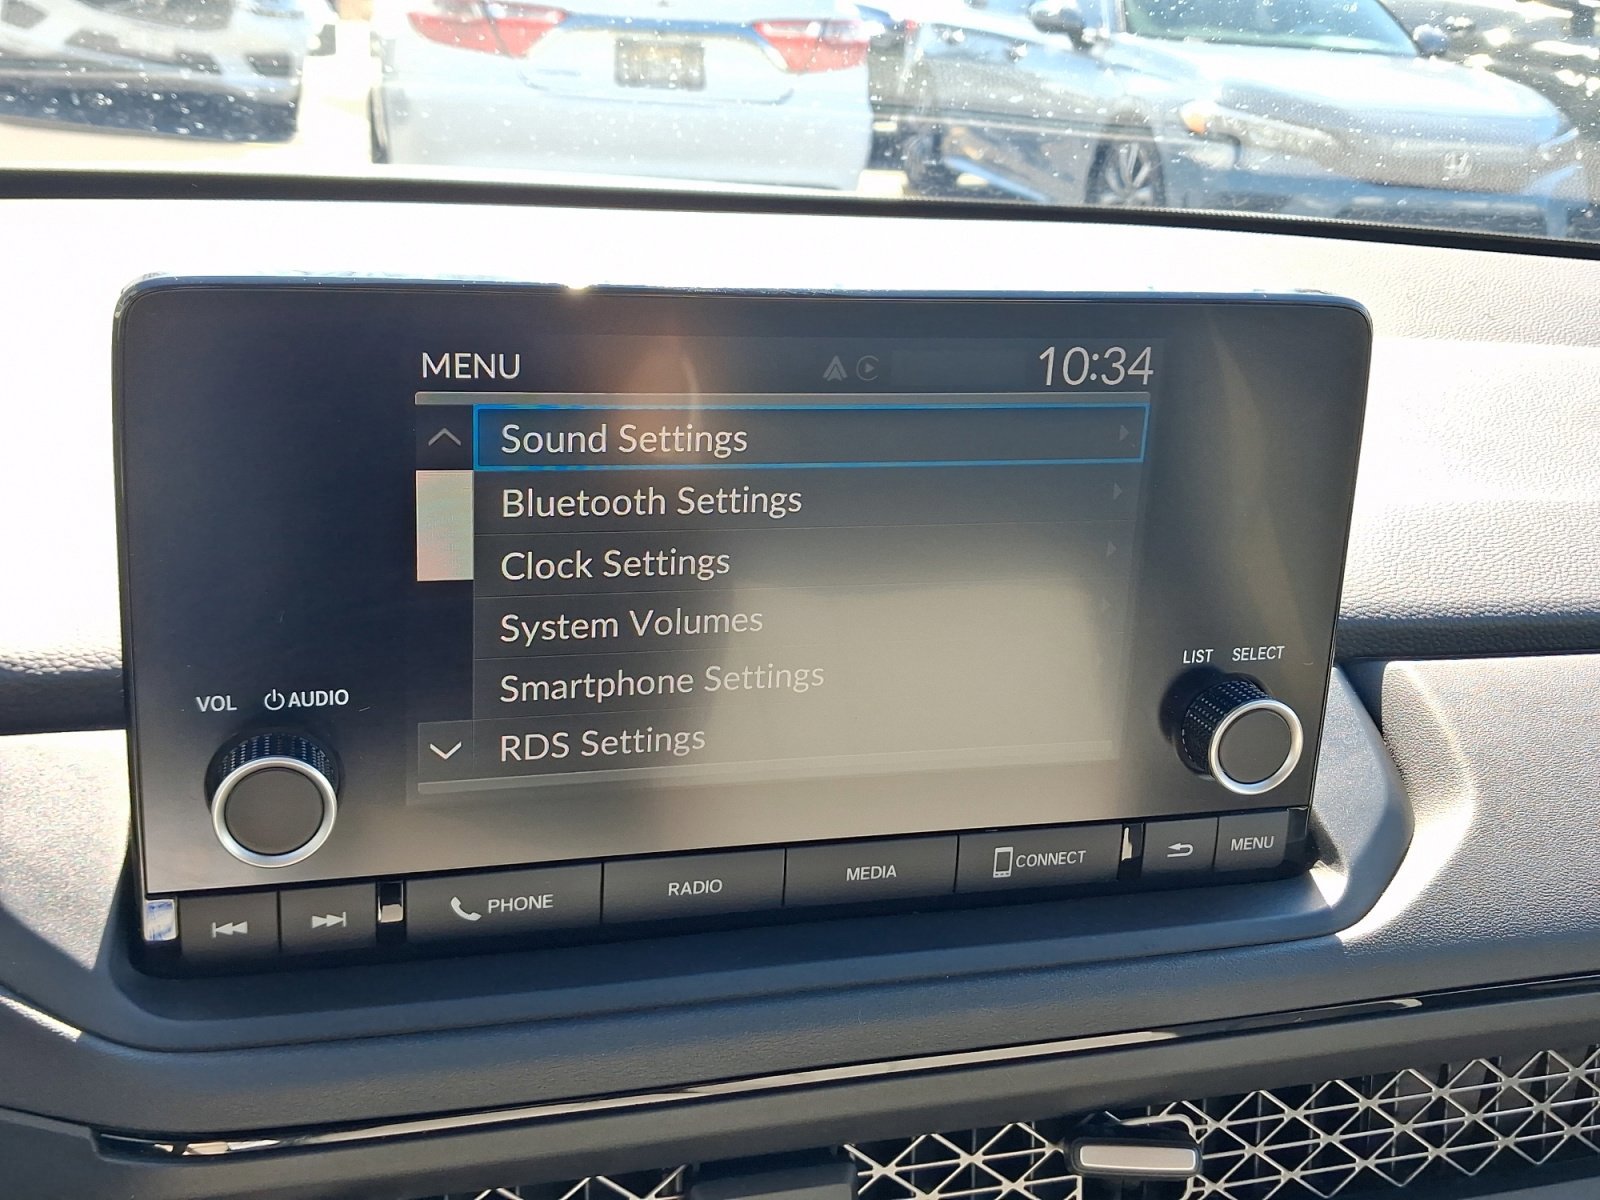 MENU 10:34
Sound Settings
Bluetooth Settings
Clock Settings
System Volumes
Smartphone Settings
RDS Settings
VOL AUDIO
LIST SELECT
PHONE RADIO MEDIA CONNECT MENU